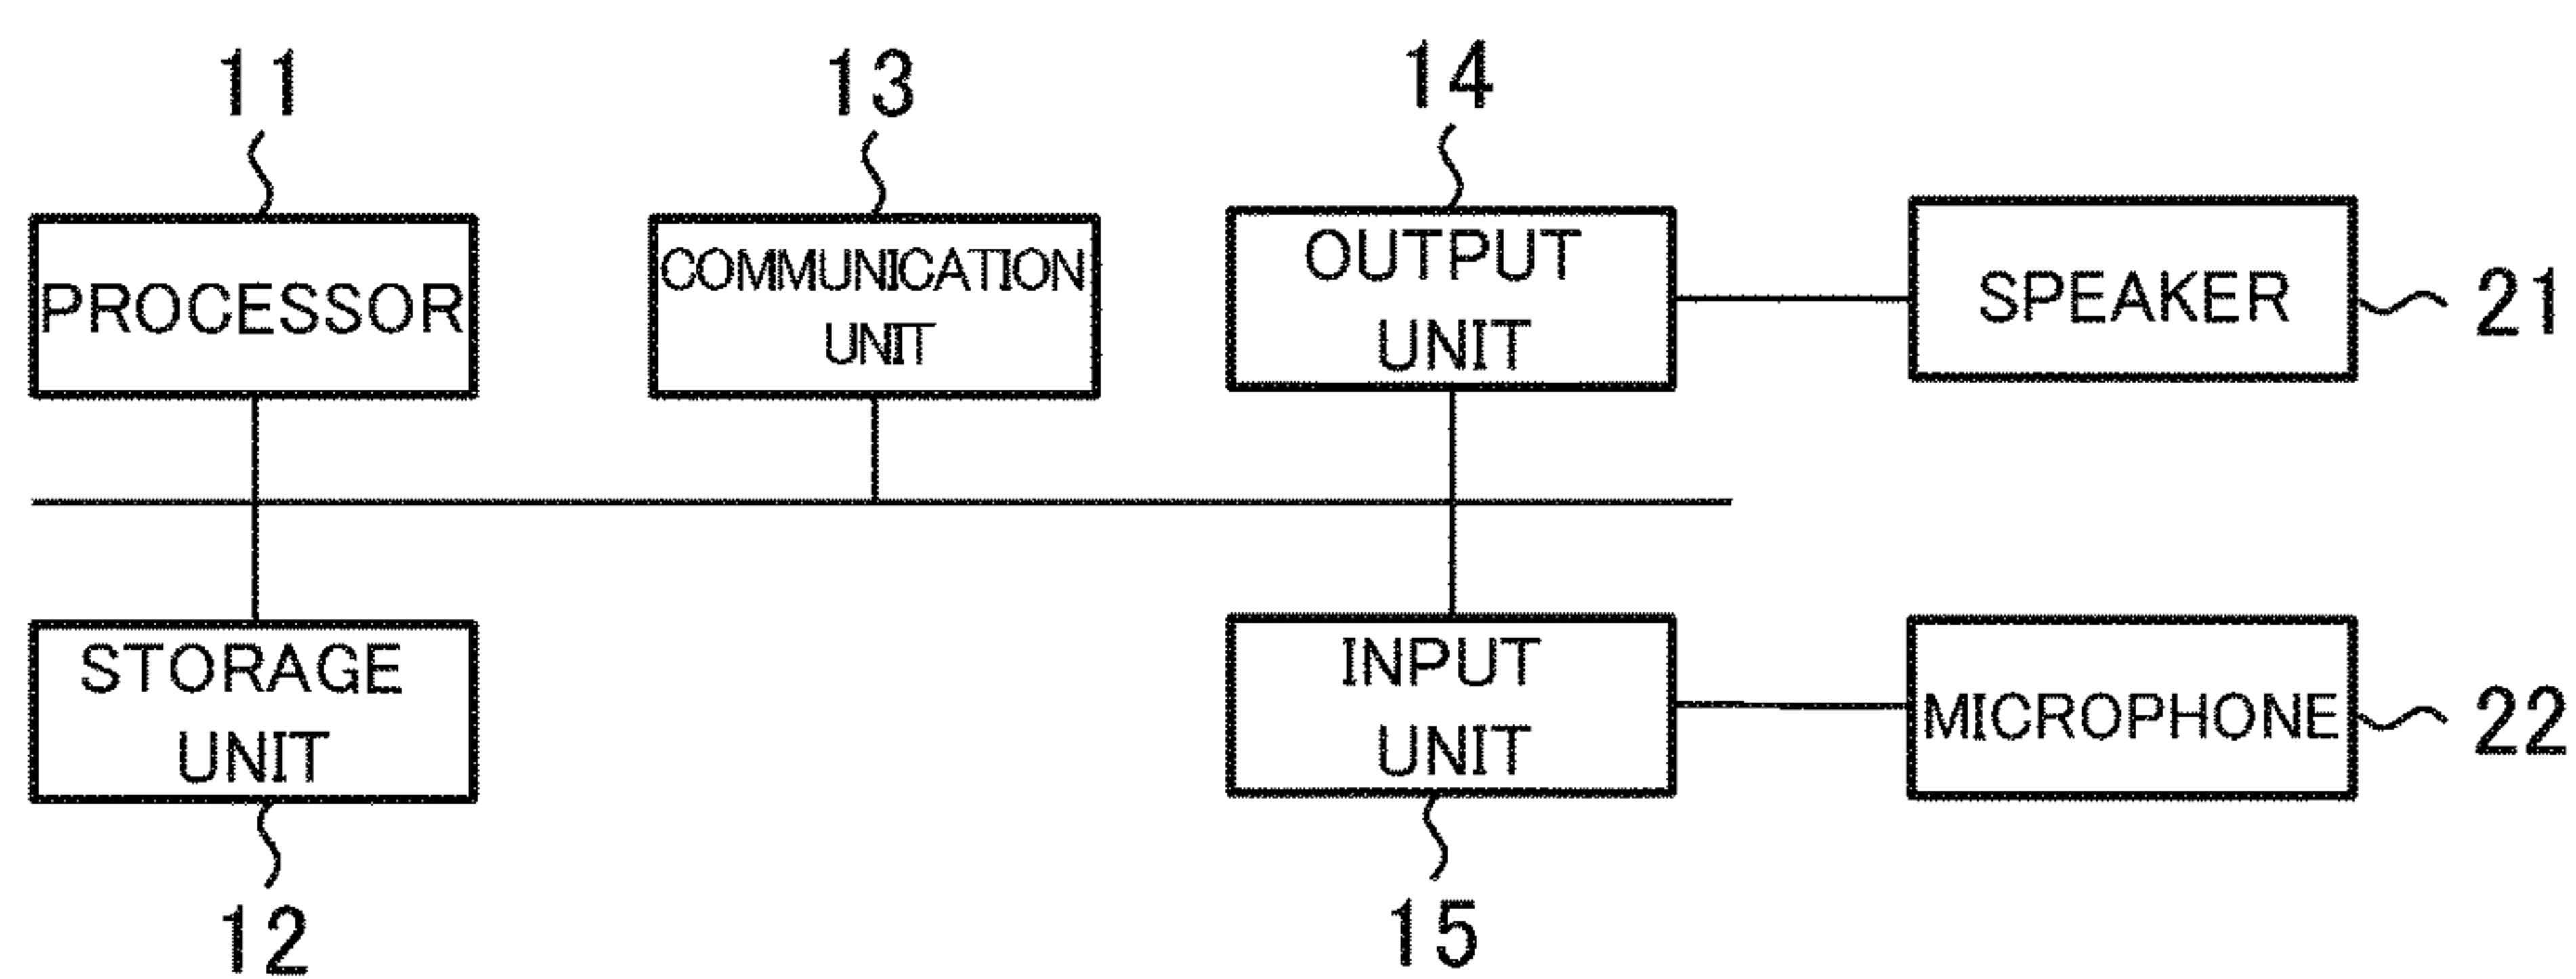 11
13
14
PROCESSOR
COMMUNICATION
UNIT
OUTPUT
UNIT
SPEAKER
21
STORAGE
UNIT
INPUT
UNIT
MICROPHONE
22
12
15